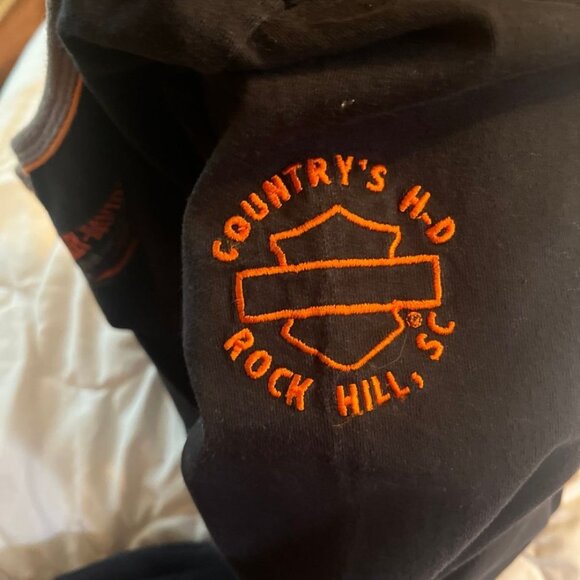 COUNTRY'S H-D
®
ROCK HILL, SC